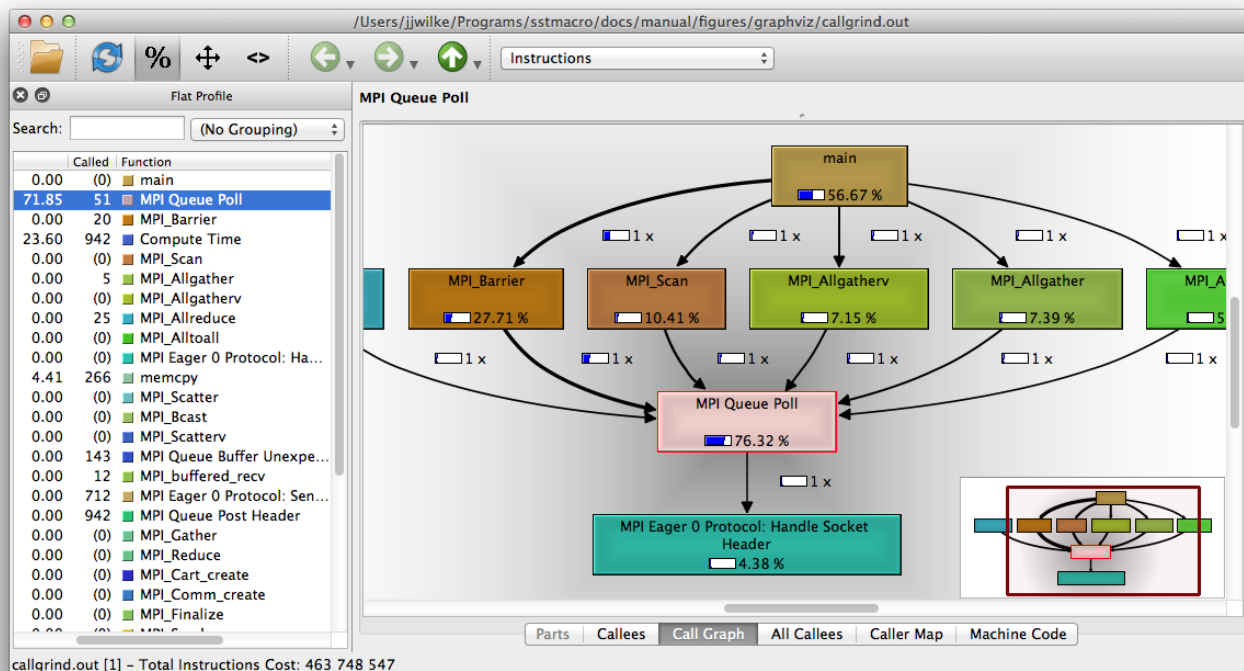 /Users/jjwilke/Programs/sstmacro/docs/manual/figures/graphviz/callgrind.out
% <> Instructions
Flat Profile
Search: (No Grouping)
Called Function
0.00 (0) main
71.85 51 MPI Queue Poll
0.00 20 MPI_Barrier
23.60 942 Compute Time
0.00 (0) MPI_Scan
0.00 5 MPI_Allgather
0.00 (0) MPI_Allgatherv
0.00 25 MPI_Allreduce
0.00 (0) MPI_Alltoall
0.00 (0) MPI Eager 0 Protocol: Ha...
4.41 266 memcpy
0.00 (0) MPI_Scatter
0.00 (0) MPI_Bcast
0.00 (0) MPI_Scatterv
0.00 143 MPI Queue Buffer Unexpe...
0.00 12 MPI_buffered_recv
0.00 712 MPI Eager 0 Protocol: Sen...
0.00 942 MPI Queue Post Header
0.00 (0) MPI_Gather
0.00 (0) MPI_Reduce
0.00 (0) MPI_Cart_create
0.00 (0) MPI_Comm_create
0.00 (0) MPI_Finalize
MPI Queue Poll
main
56.67 %
1 x 1 x 1 x 1 x 1 x
MPI_Barrier MPI_Scan MPI_Allgatherv MPI_Allgather MPI_A
27.71 % 10.41 % 7.15 % 7.39 % 5
1 x 1 x 1 x 1 x 1 x 1 x
MPI Queue Poll
76.32 %
1 x
MPI Eager 0 Protocol: Handle Socket
Header
4.38 %
Parts Callees Call Graph All Callees Caller Map Machine Code
callgrind.out [1] - Total Instructions Cost: 463 748 547